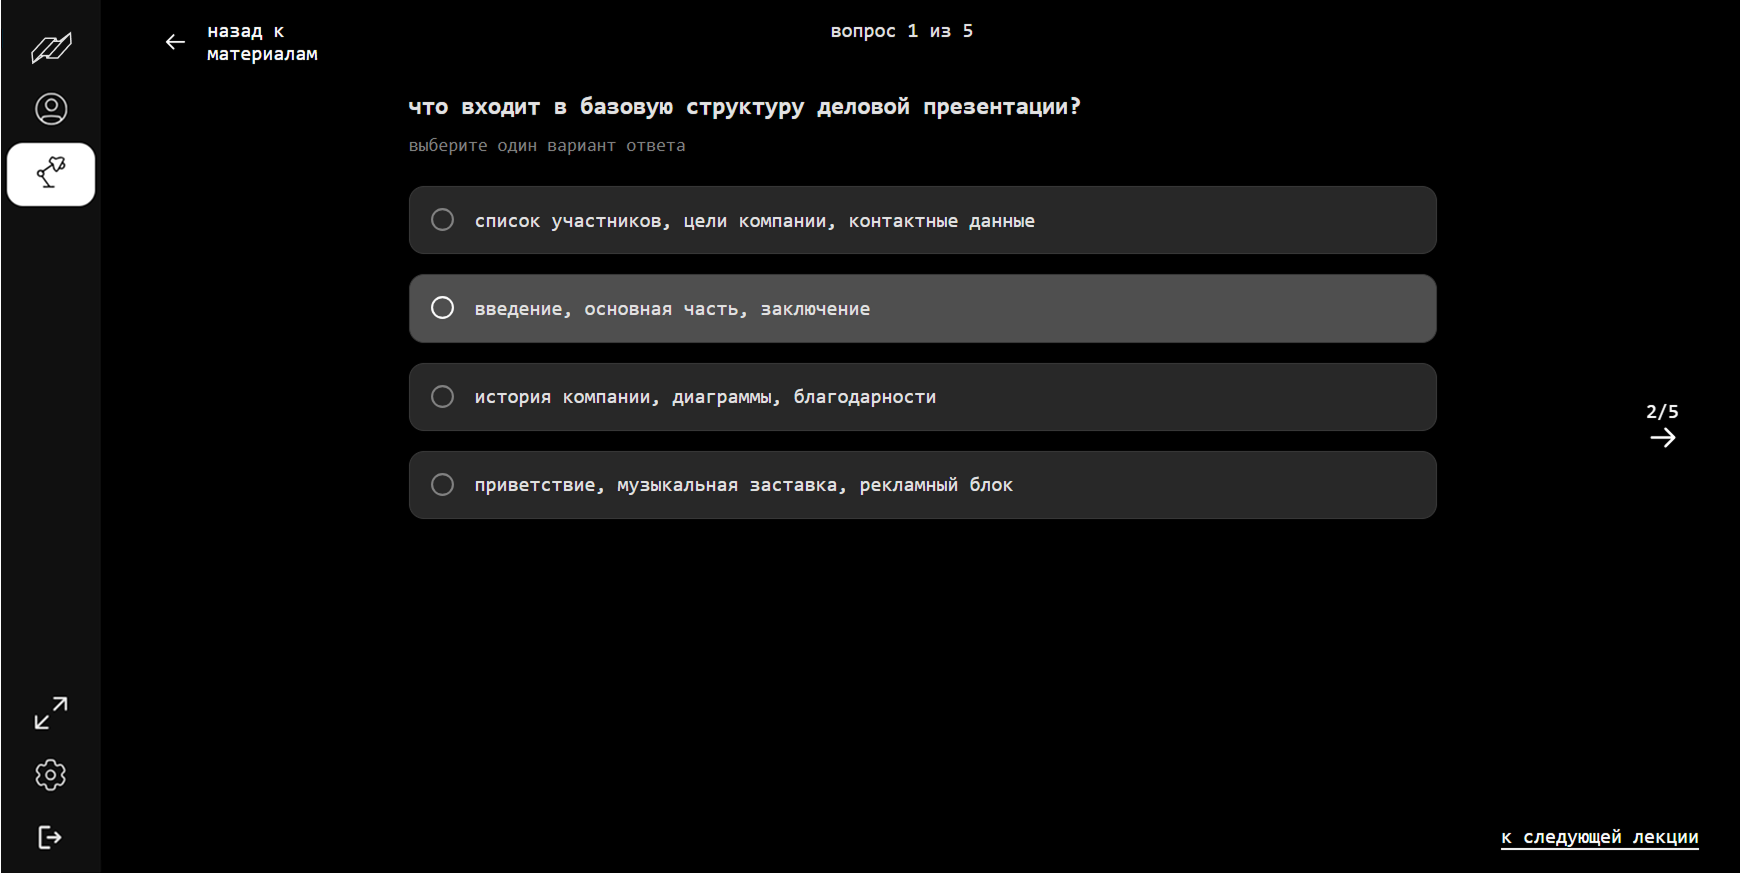 назад к
материалам
вопрос 1 из 5
что входит в базовую структуру деловой презентации?
выберите один вариант ответа
список участников, цели компании, контактные данные
введение, основная часть, заключение
история компании, диаграммы, благодарности
приветствие, музыкальная заставка, рекламный блок
2/5
к следующей лекции